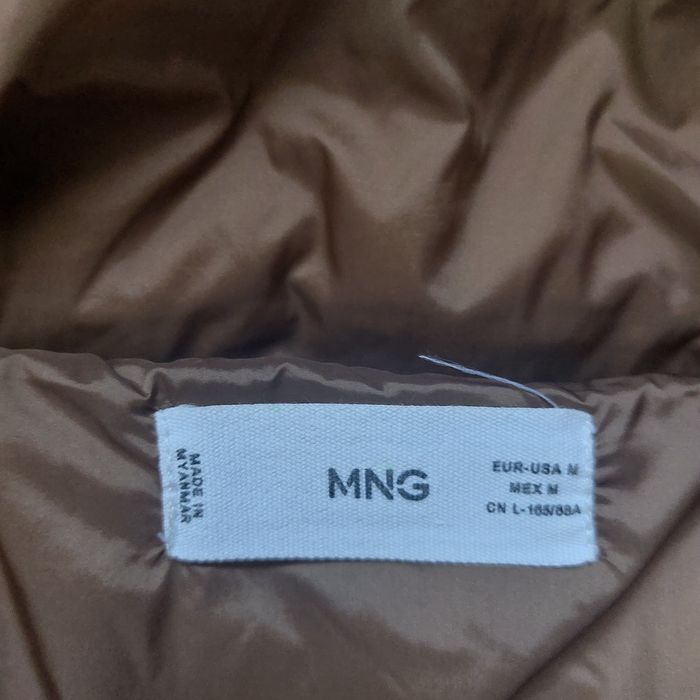 MADE IN
MYANMAR
MNG
EUR-USA M
MEX M
CN L-165/88A